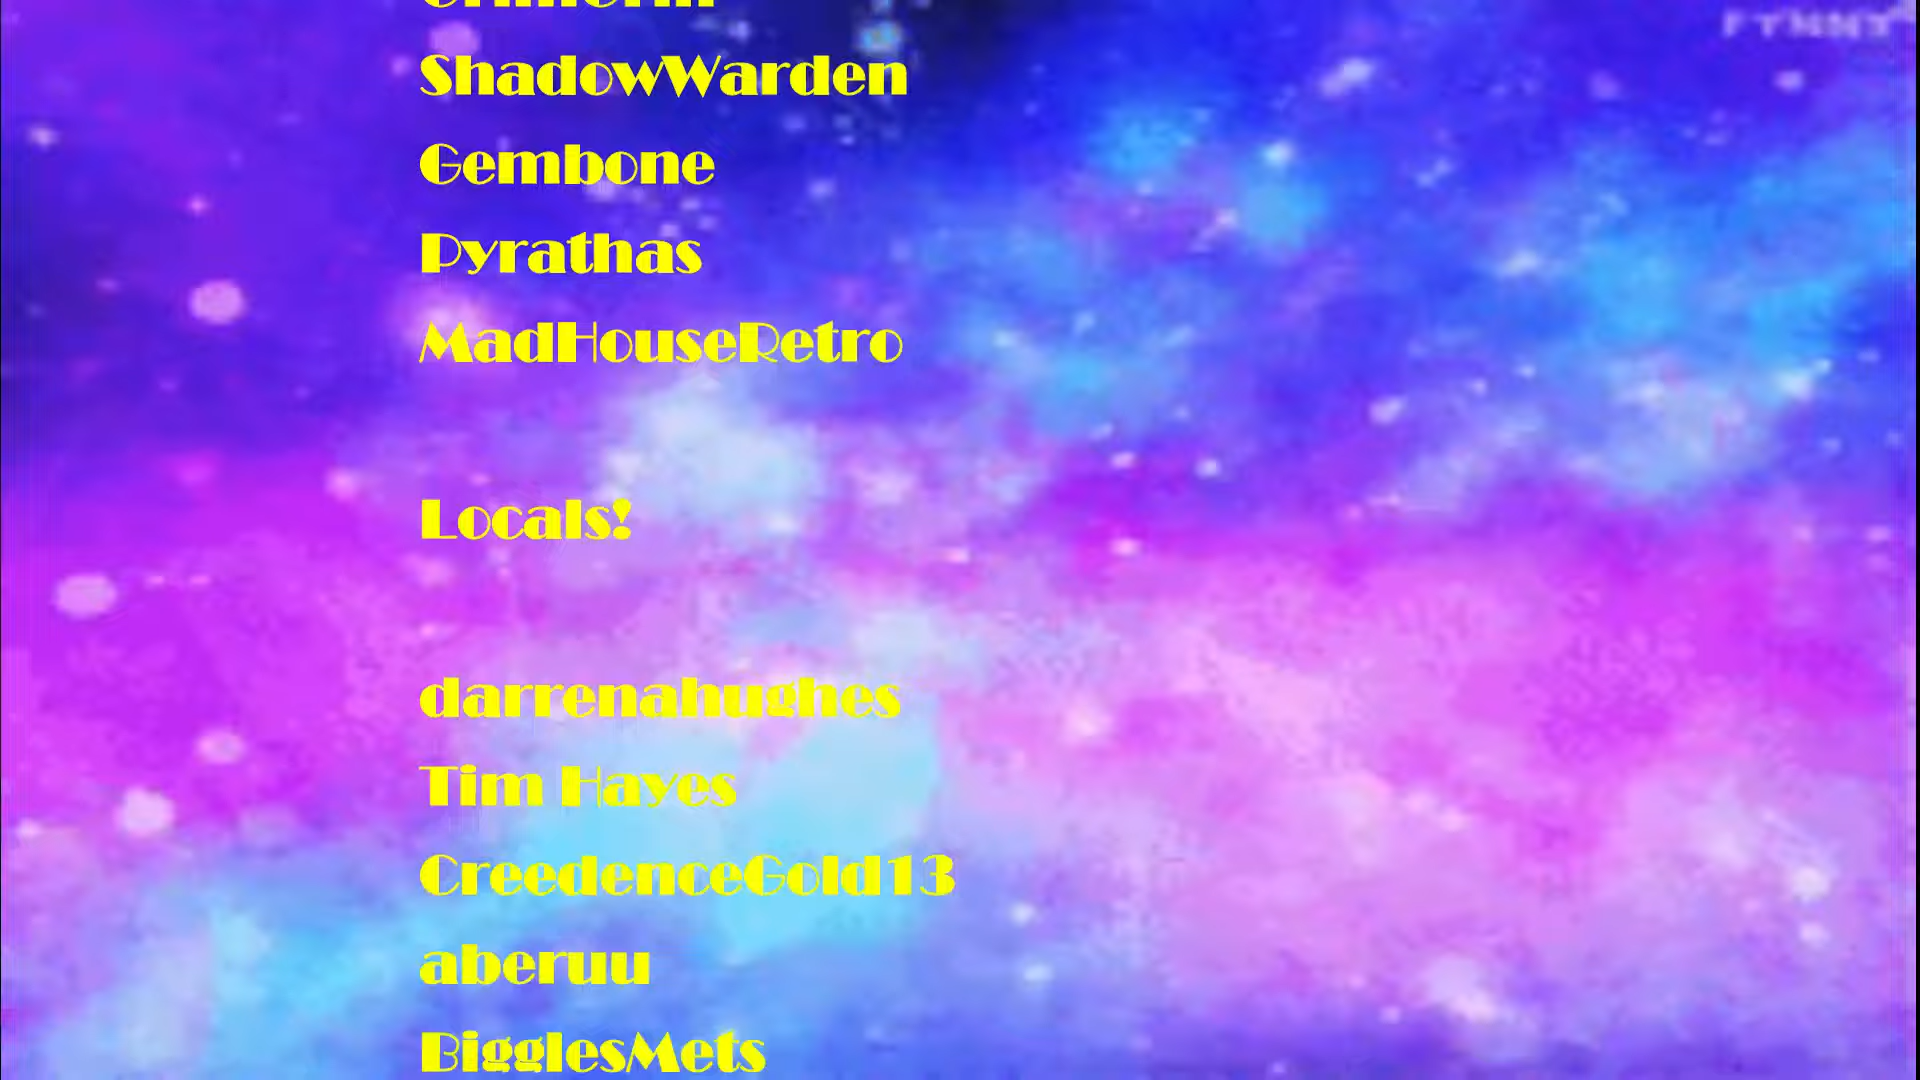 ShadowWarden
Gembone
Pyrathas
MadHouseRetro
Locals!
darrenahughes
Tim Hayes
CreedenceGold13
aberuu
BigglesMets